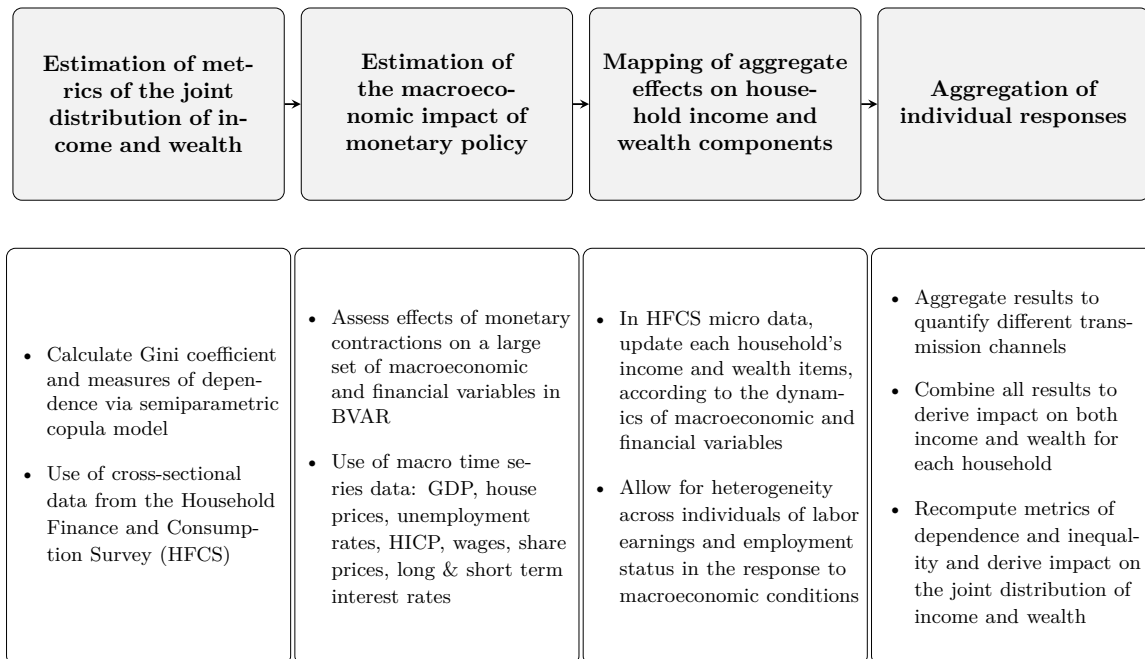 Estimation of met-
rics of the joint
distribution of in-
come and wealth
Estimation of
the macroeco-
nomic impact of
monetary policy
Mapping of aggregate
effects on house-
hold income and
wealth components
Aggregation of
individual responses
• Calculate Gini coefficient
and measures of depen-
dence via semiparametric
copula model
• Use of cross-sectional
data from the Household
Finance and Consump-
tion Survey (HFCS)
• Assess effects of monetary
contractions on a large
set of macroeconomic
and financial variables in
BVAR
• Use of macro time se-
ries data: GDP, house
prices, unemployment
rates, HICP, wages, share
prices, long & short term
interest rates
• In HFCS micro data,
update each household's
income and wealth items,
according to the dynam-
ics of macroeconomic and
financial variables
• Allow for heterogeneity
across individuals of labor
earnings and employment
status in the response to
macroeconomic conditions
• Aggregate results to
quantify different trans-
mission channels
• Combine all results to
derive impact on both
income and wealth for
each household
• Recompute metrics of
dependence and inequal-
ity and derive impact on
the joint distribution of
income and wealth